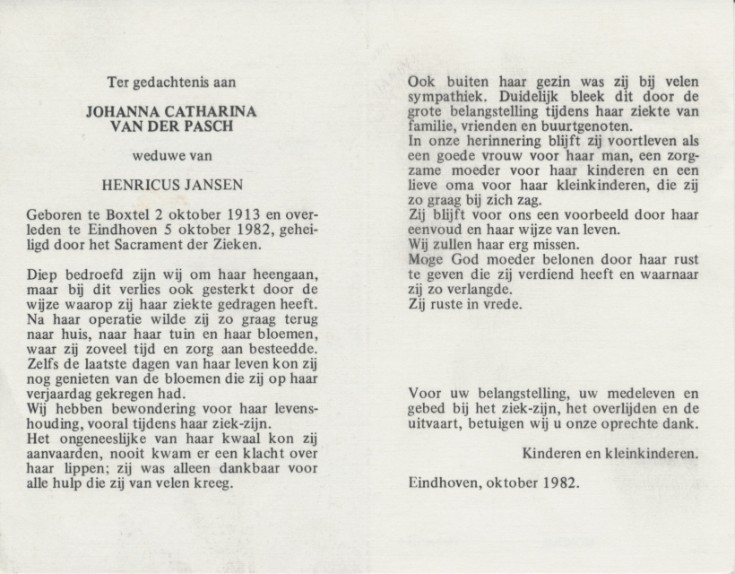 Ter gedachtenis aan
JOHANNA CATHARINA
VAN DER PASCH
weduwe van
HENRICUS JANSEN
Geboren te Boxtel 2 oktober 1913 en over-
leden te Eindhoven 5 oktober 1982, gehei-
ligd door het Sacrament der Zieken.
Diep bedroefd zijn wij om haar heengaan,
maar bij dit verlies ook gesterkt door de
wijze waarop zij haar ziekte gedragen heeft.
Na haar operatie wilde zij zo graag terug
naar huis, naar haar tuin en haar bloemen,
waar zij zoveel tijd en zorg aan besteedde.
Zelfs de laatste dagen van haar leven kon zij
nog genieten van de bloemen die zij op haar
verjaardag gekregen had.
Wij hebben bewondering voor haar levens-
houding, vooral tijdens haar ziek-zijn.
Het ongeneeslijke van haar kwaal kon zij
aanvaarden, nooit kwam er een klacht over
haar lippen; zij was alleen dankbaar voor
alle hulp die zij van velen kreeg.
Ook buiten haar gezin was zij bij velen
sympathiek. Duidelijk bleek dit door de
grote belangstelling tijdens haar ziekte van
familie, vrienden en buurtgenoten.
In onze herinnering blijft zij voortleven als
een goede vrouw voor haar man, een zorg-
zame moeder voor haar kinderen en een
lieve oma voor haar kleinkinderen, die zij
zo graag bij zich zag.
Zij blijft voor ons een voorbeeld door haar
eenvoud en haar wijze van leven.
Wij zullen haar erg missen.
Moge God moeder belonen door haar rust
te geven die zij verdiend heeft en waarnaar
zij zo verlangde.
Zij ruste in vrede.
Voor uw belangstelling, uw medeleven en
gebed bij het ziek-zijn, het overlijden en de
uitvaart, betuigen wij u onze oprechte dank.
Kinderen en kleinkinderen.
Eindhoven, oktober 1982.